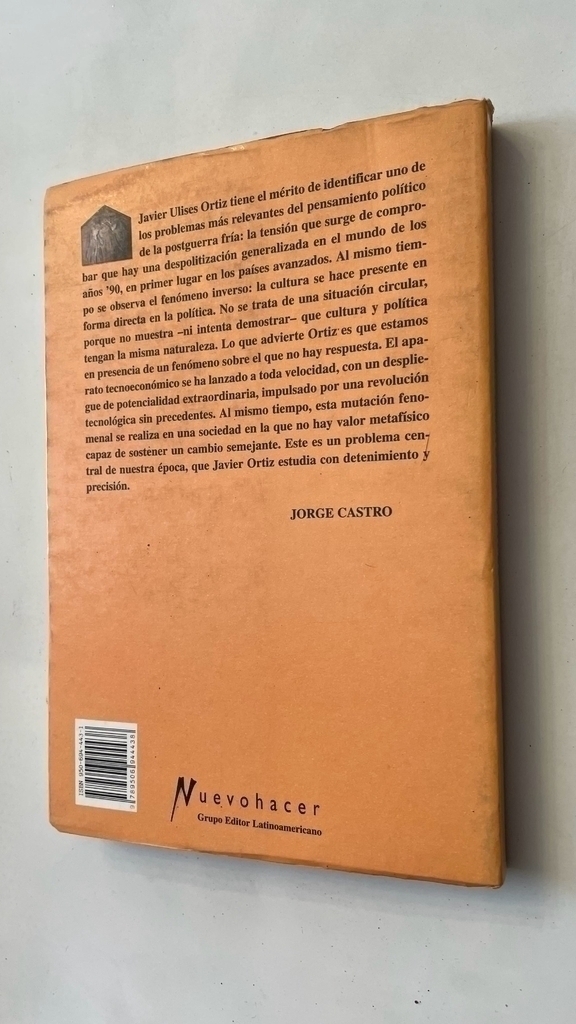 Javier Ulises Ortiz tiene el mérito de identificar uno de
los problemas más relevantes del pensamiento político
de la postguerra fría: la tensión que surge de compro-
bar que hay una despolitización generalizada en el mundo de los
años '90, en primer lugar en los países avanzados. Al mismo tiem-
po se observa el fenómeno inverso: la cultura se hace presente en
forma directa en la política. No se trata de una situación circular,
porque no muestra –ni intenta demostrar– que cultura y política
tengan la misma naturaleza. Lo que advierte Ortiz es que estamos
en presencia de un fenómeno sobre el que no hay respuesta. El apa-
rato tecnoeconómico se ha lanzado a toda velocidad, con un desplie-
gue de potencialidad extraordinaria, impulsado por una revolución
tecnológica sin precedentes. Al mismo tiempo, esta mutación feno-
menal se realiza en una sociedad en la que no hay valor metafísico
capaz de sostener un cambio semejante. Este es un problema cen-
tral de nuestra época, que Javier Ortiz estudia con detenimiento y
precisión.
JORGE CASTRO
ISBN 950-694-443-1
9789506944438
Nuevohacer
Grupo Editor Latinoamericano